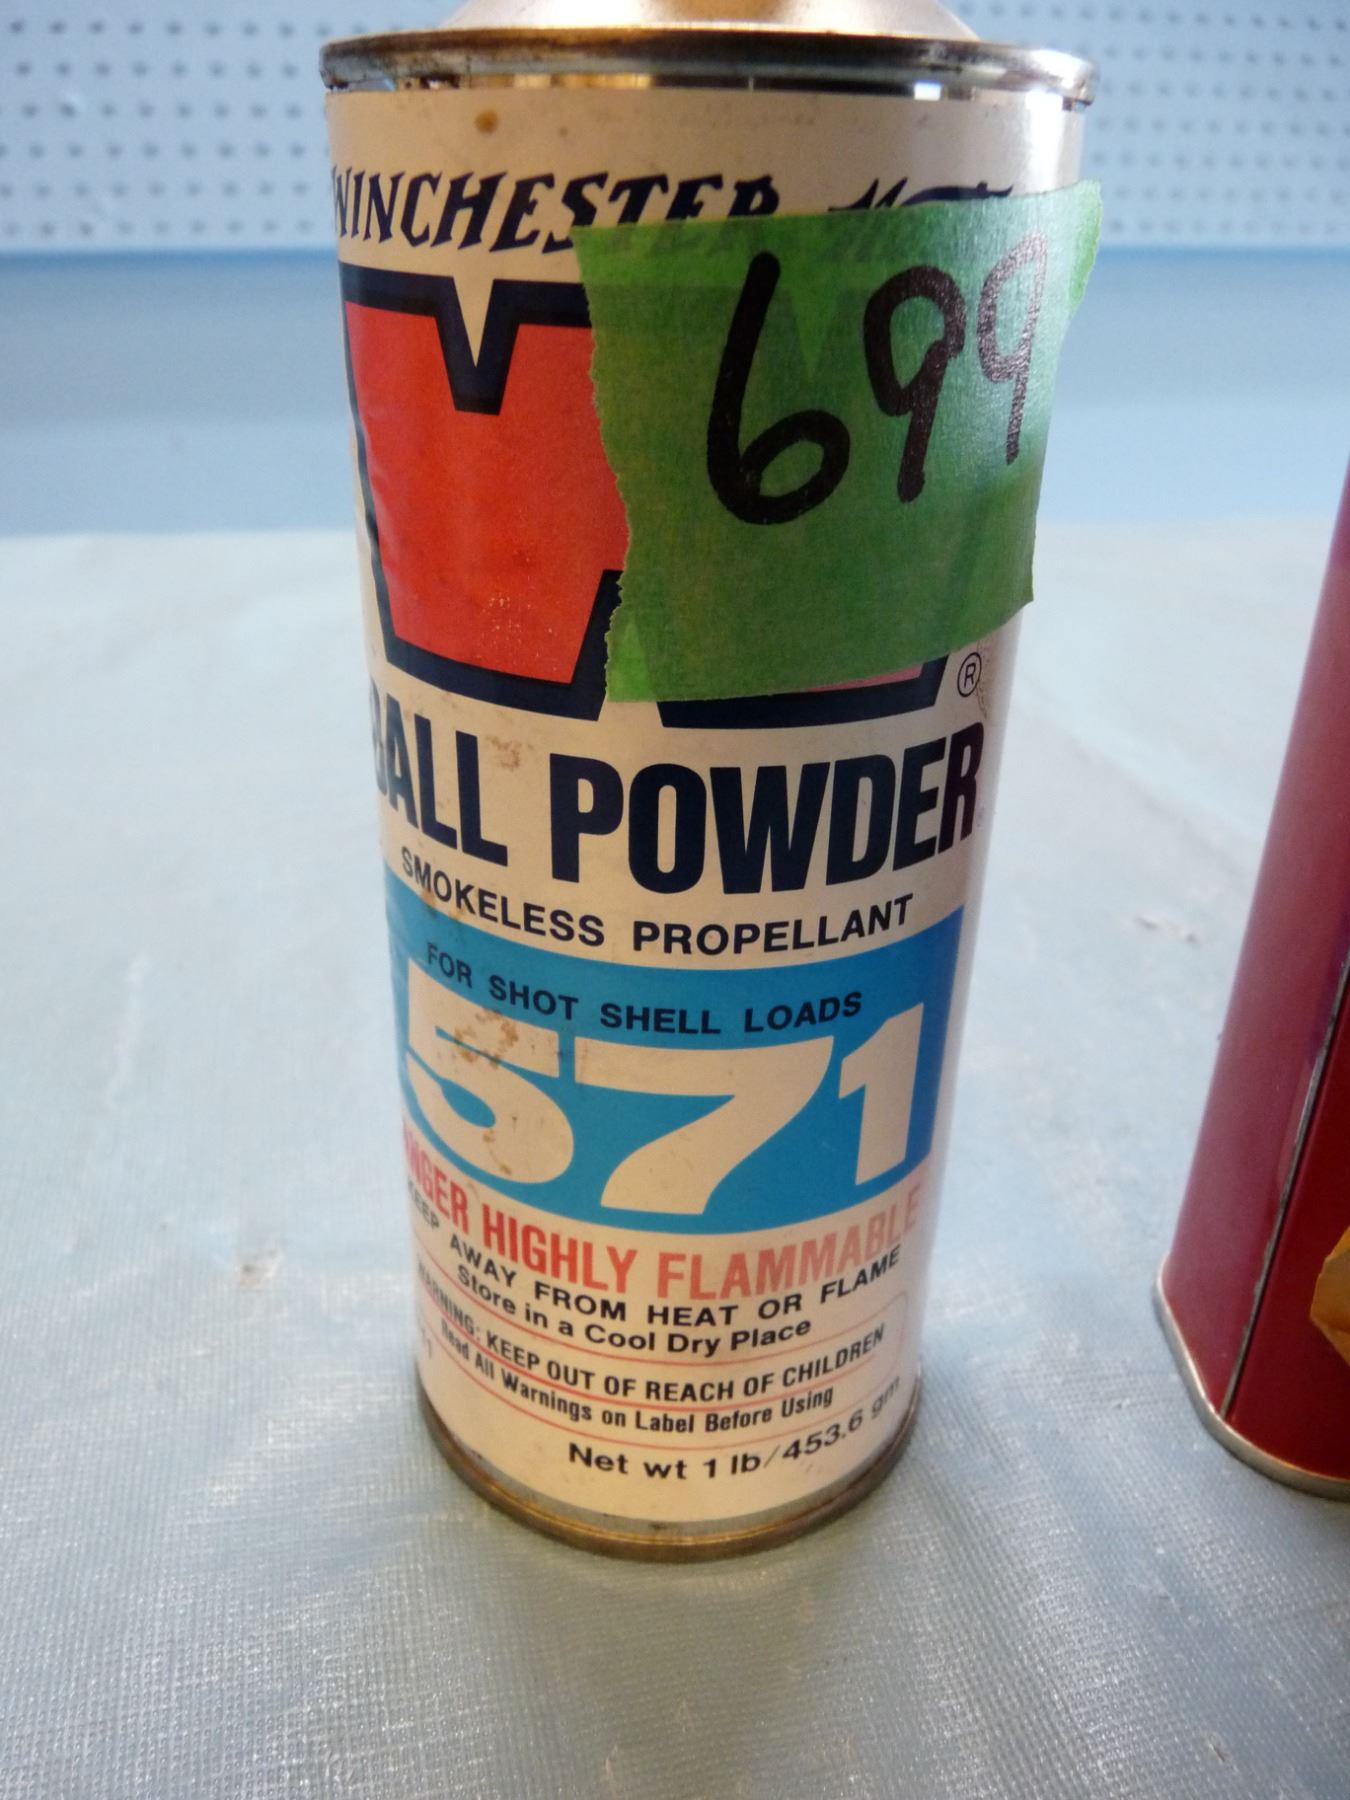 WINCHESTER
699
®
BALL POWDER
SMOKELESS PROPELLANT
FOR SHOT SHELL LOADS
571
DANGER HIGHLY FLAMMABLE
KEEP AWAY FROM HEAT OR FLAME
Store in a Cool Dry Place
WARNING: KEEP OUT OF REACH OF CHILDREN
Read All Warnings on Label Before Using
Net wt 1 lb/453.6 gm